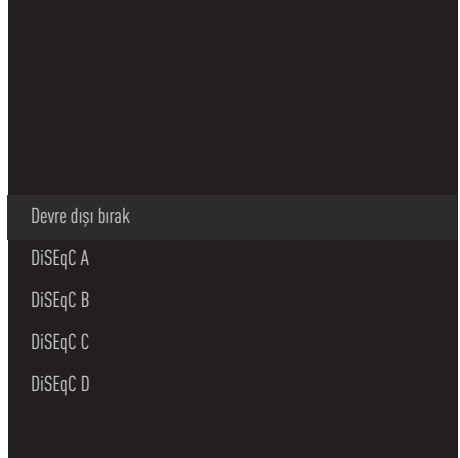 Devre dışı bırak
DiSEqC A
DiSEqC B
DiSEqC C
DiSEqC D